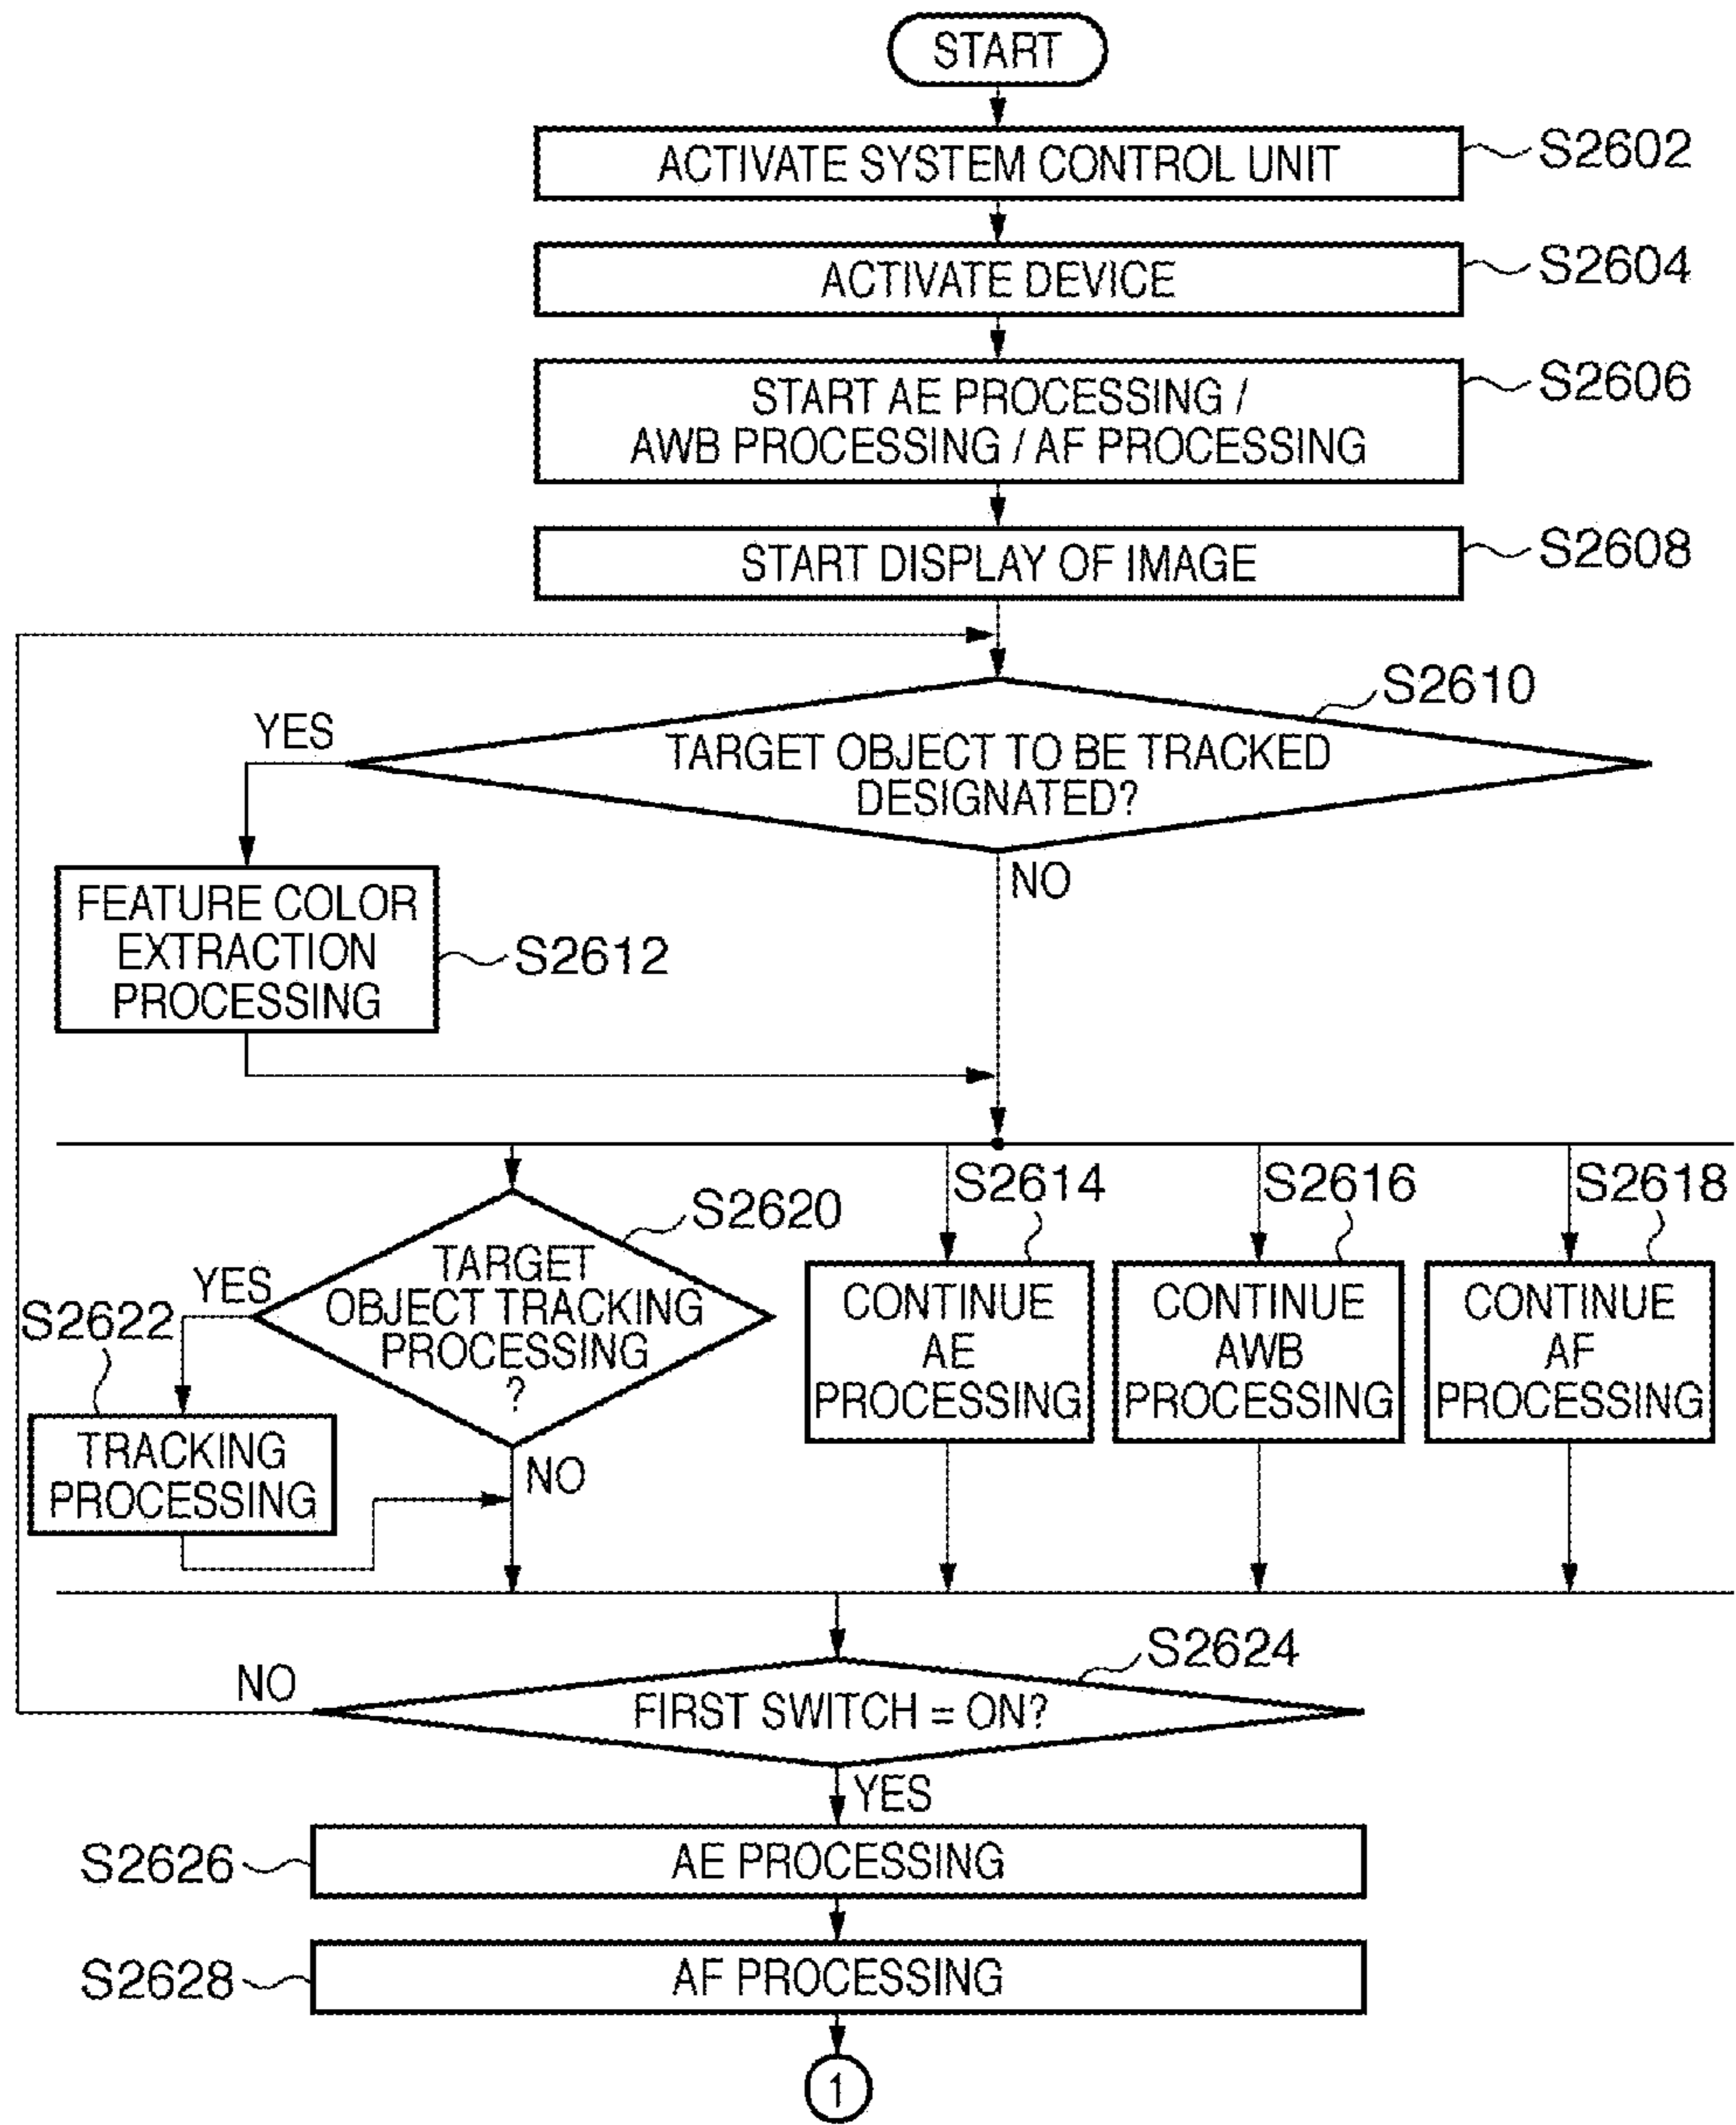 START
ACTIVATE SYSTEM CONTROL UNIT
S2602
ACTIVATE DEVICE
S2604
START AE PROCESSING /
AWB PROCESSING / AF PROCESSING
S2606
START DISPLAY OF IMAGE
S2608
S2610
YES
TARGET OBJECT TO BE TRACKED
DESIGNATED?
NO
FEATURE COLOR
EXTRACTION
PROCESSING
S2612
S2620
TARGET
OBJECT TRACKING
PROCESSING
?
YES
NO
S2622
TRACKING
PROCESSING
S2614
CONTINUE
AE
PROCESSING
S2616
CONTINUE
AWB
PROCESSING
S2618
CONTINUE
AF
PROCESSING
S2624
NO
FIRST SWITCH = ON?
YES
S2626
AE PROCESSING
S2628
AF PROCESSING
1